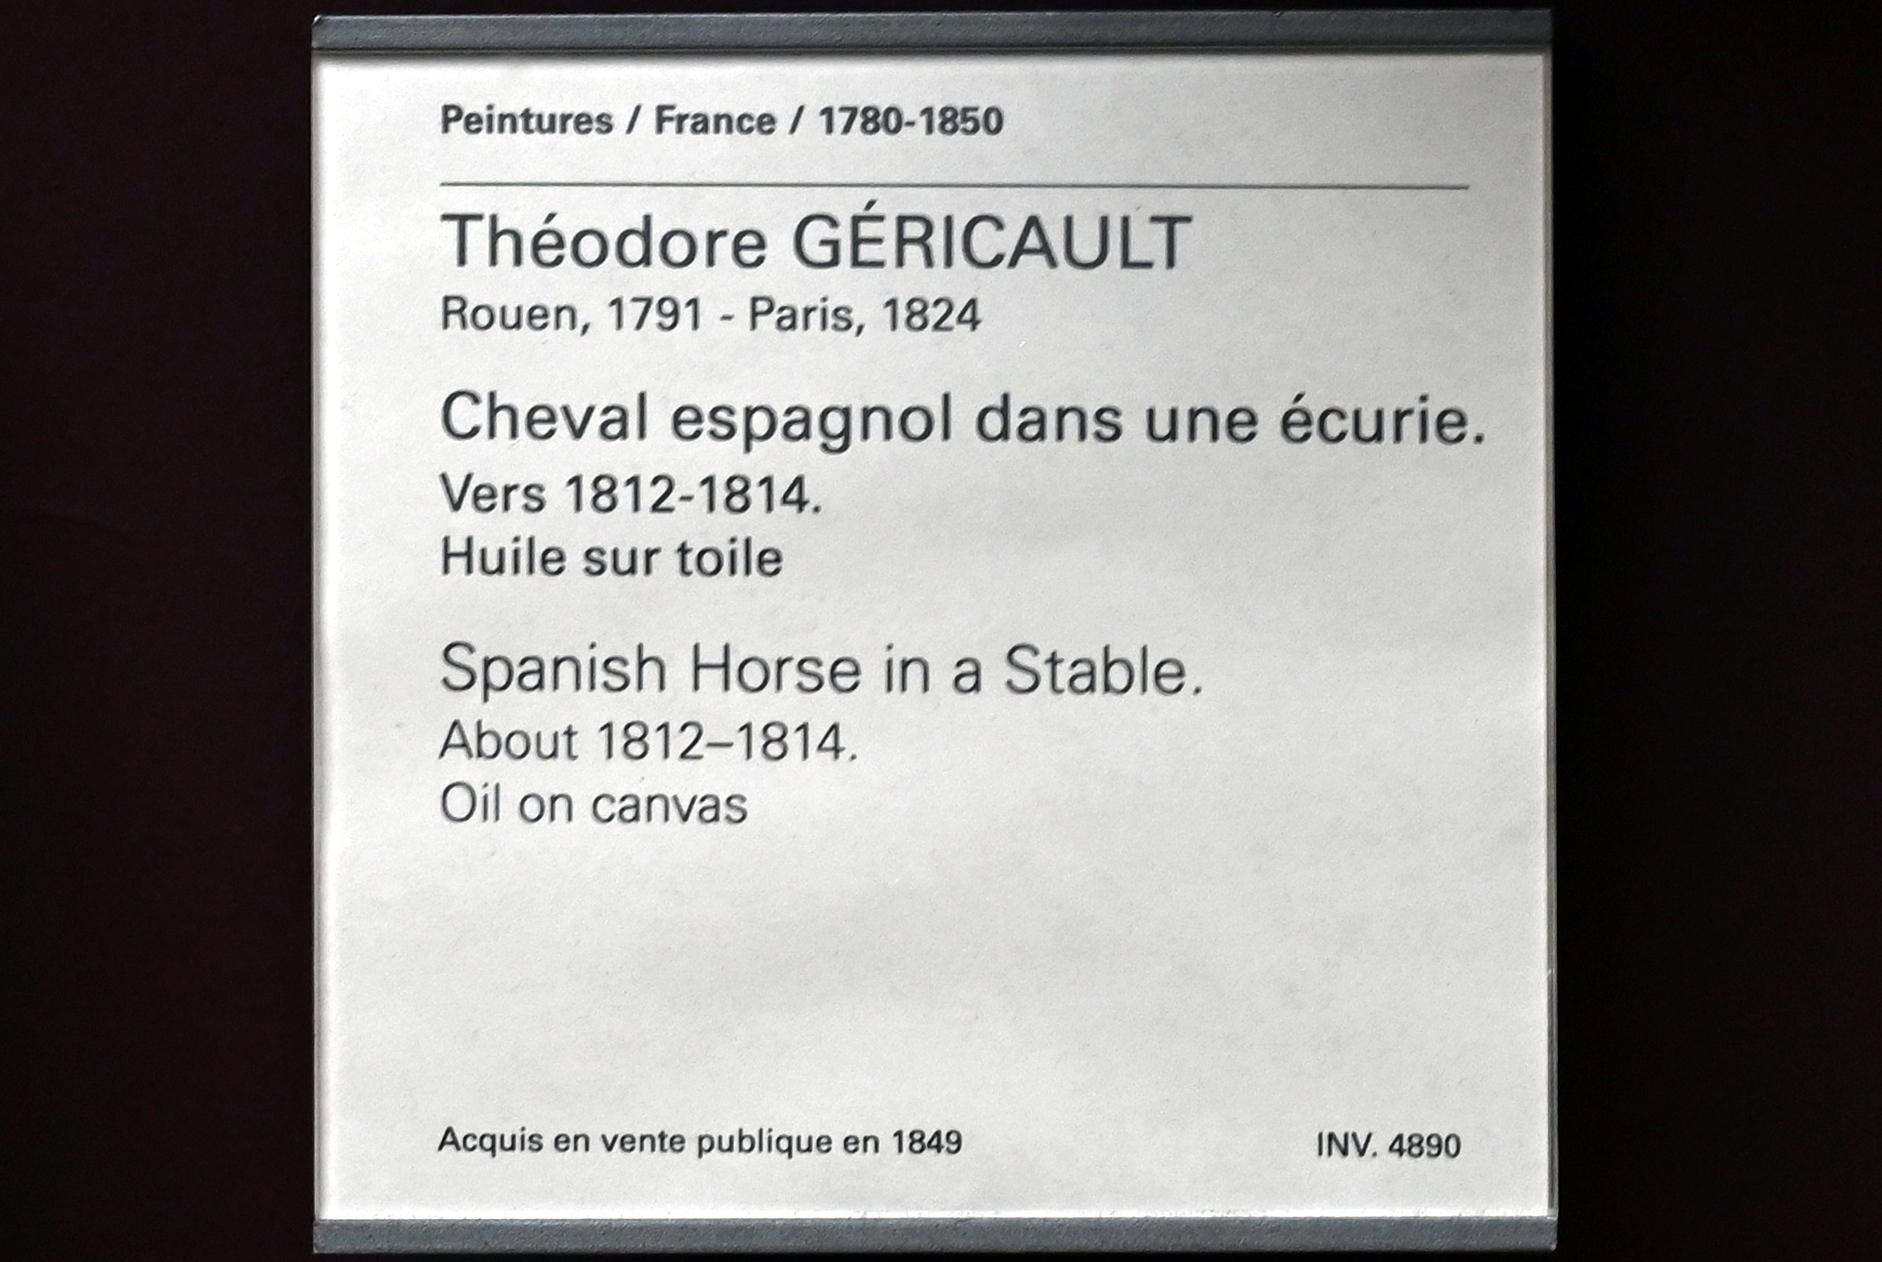 Peintures / France / 1780-1850
Théodore GÉRICAULT
Rouen, 1791 - Paris, 1824
Cheval espagnol dans une écurie.
Vers 1812-1814.
Huile sur toile
Spanish Horse in a Stable.
About 1812–1814.
Oil on canvas
Acquis en vente publique en 1849 INV. 4890